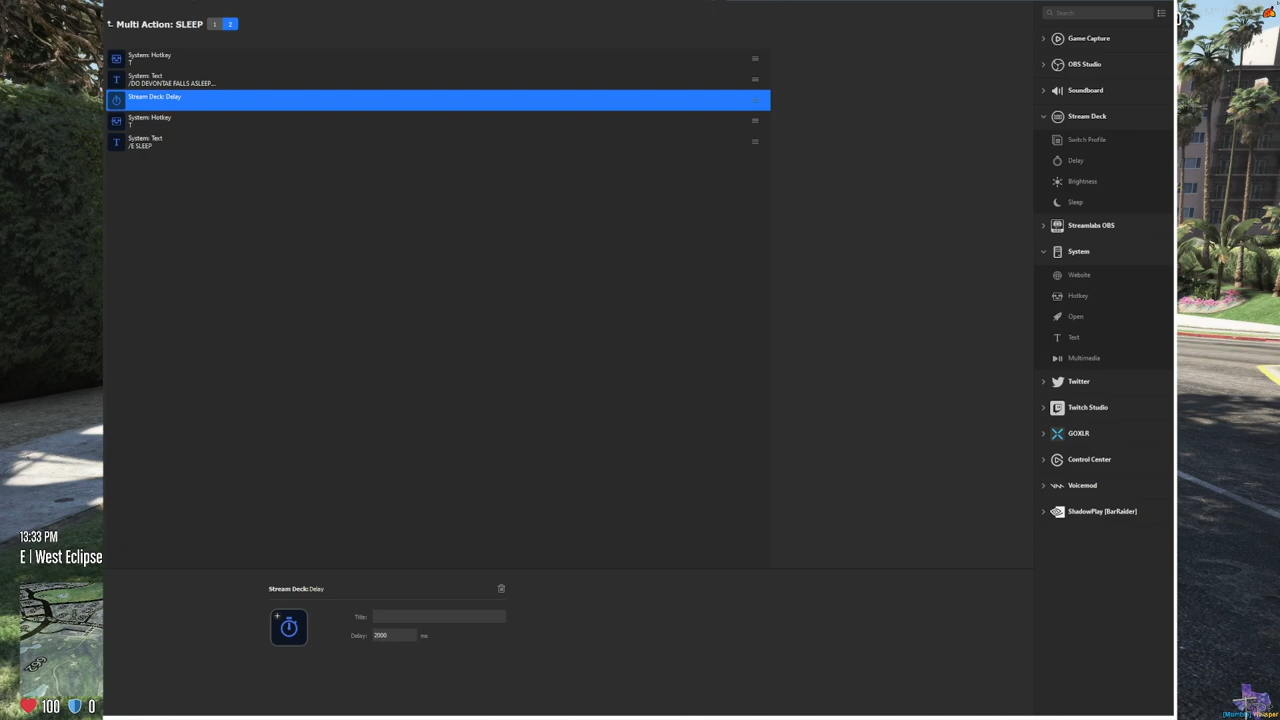 Multi Action: SLEEP 1 2
System: Hotkey
T
System: Text
/DO DEVONTAE FALLS ASLEEP...
Stream Deck: Delay
System: Hotkey
T
System: Text
/E SLEEP
Search
Game Capture
OBS Studio
Soundboard
Stream Deck
Switch Profile
Delay
Brightness
Sleep
Streamlabs OBS
System
Website
Hotkey
Open
Text
Multimedia
Twitter
Twitch Studio
GOXLR
Control Center
Voicemod
ShadowPlay [BarRaider]
Stream Deck: Delay
Title:
Delay: 2000 ms
13:33 PM
E | West Eclipse
100 0